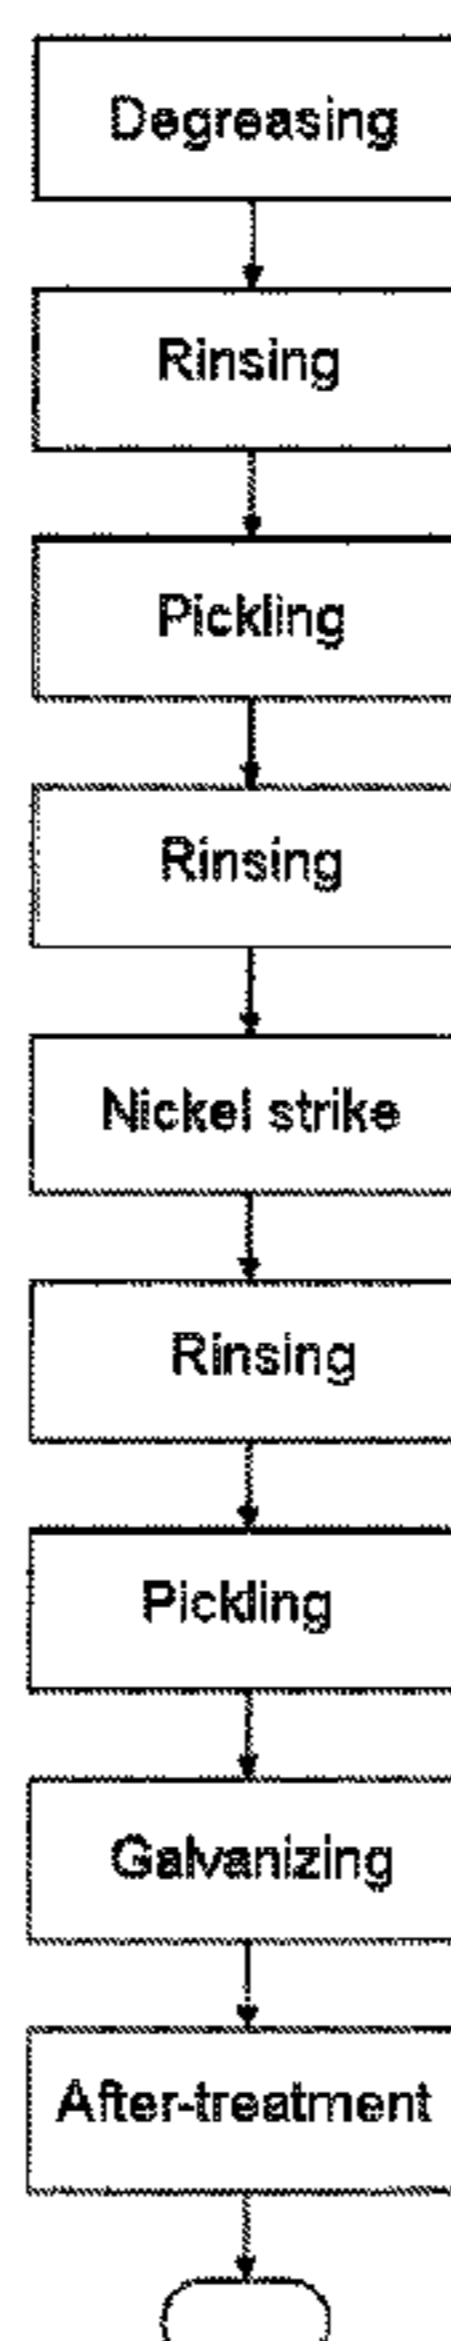 Degreasing
Rinsing
Pickling
Rinsing
Nickel strike
Rinsing
Pickling
Galvanizing
After-treatment